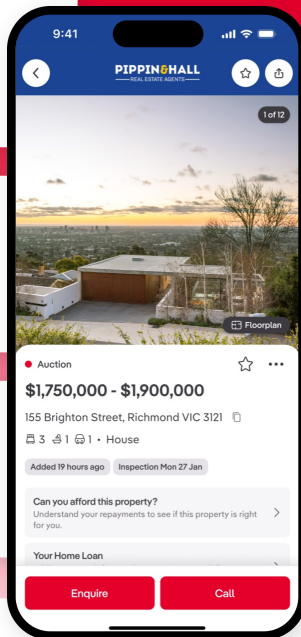 9:41
PIPPIN&HALL
REAL ESTATE AGENTS
1 of 12
Floorplan
Auction
$1,750,000 - $1,900,000
155 Brighton Street, Richmond VIC 3121
3 1 1 • House
Added 19 hours ago Inspection Mon 27 Jan
Can you afford this property?
Understand your repayments to see if this property is right
for you.
Your Home Loan
Enquire Call